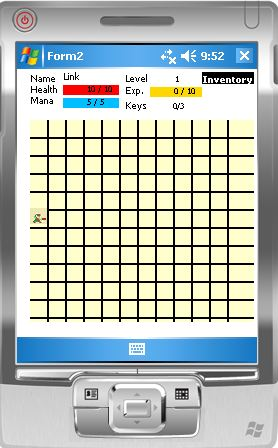 Form2 9:52
Name Link Level 1 Inventory
Health 10 / 10 Exp. 0 / 10
Mana 5 / 5 Keys 0/3